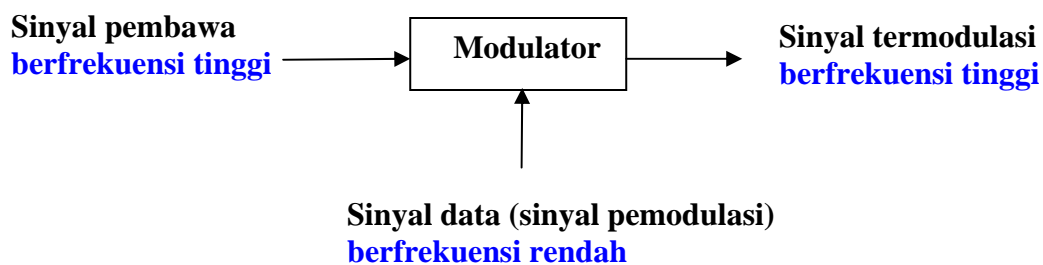 Sinyal pembawa
berfrekuensi tinggi
Modulator
Sinyal termodulasi
berfrekuensi tinggi
Sinyal data (sinyal pemodulasi)
berfrekuensi rendah